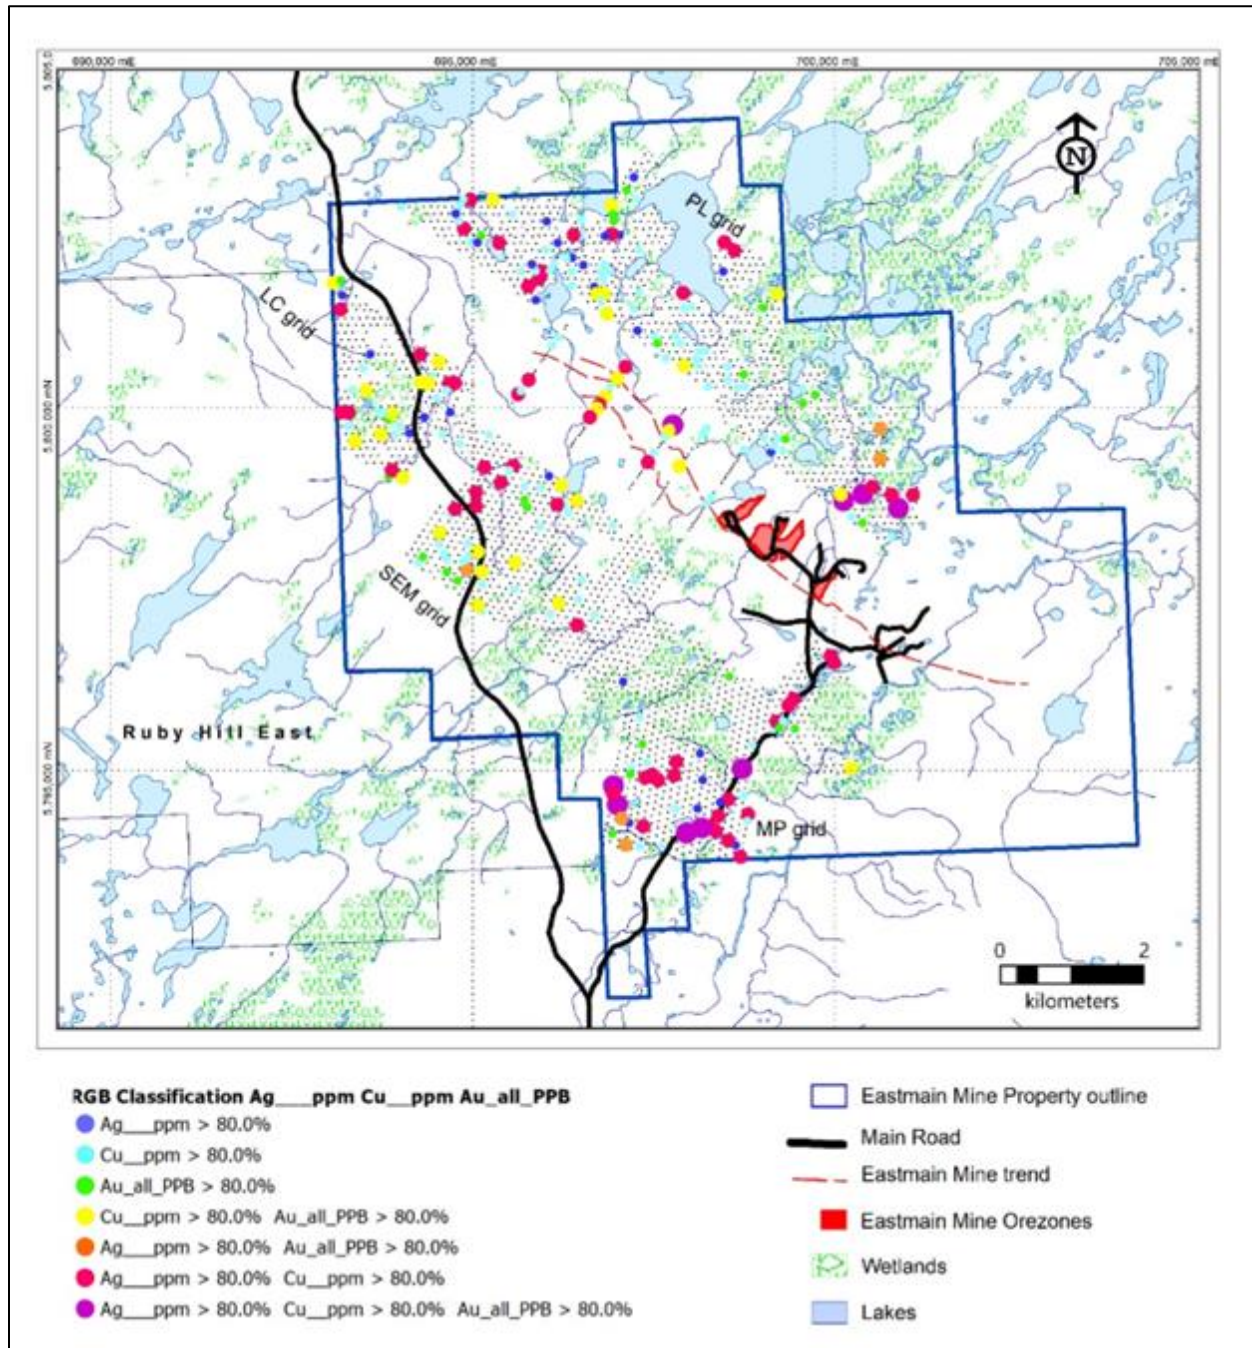 690,000 mE 695,000 mE 700,000 mE 705,000 mE
5,805,0
N
PL grid
LC grid
5,800,000 mN
SEM grid
Ruby Hill East
5,795,000 mN
MP grid
0 2
kilometers
RGB Classification Ag___ppm Cu__ppm Au_all_PPB
Ag___ppm > 80.0%
Cu__ppm > 80.0%
Au_all_PPB > 80.0%
Cu__ppm > 80.0% Au_all_PPB > 80.0%
Ag___ppm > 80.0% Au_all_PPB > 80.0%
Ag___ppm > 80.0% Cu__ppm > 80.0%
Ag___ppm > 80.0% Cu__ppm > 80.0% Au_all_PPB > 80.0%
Eastmain Mine Property outline
Main Road
Eastmain Mine trend
Eastmain Mine Orezones
Wetlands
Lakes